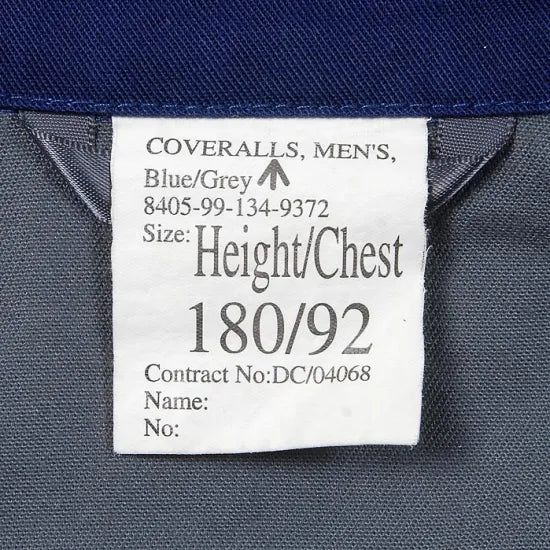 COVERALLS, MEN'S,
Blue/Grey
8405-99-134-9372
Size: Height/Chest
180/92
Contract No:DC/04068
Name:
No: